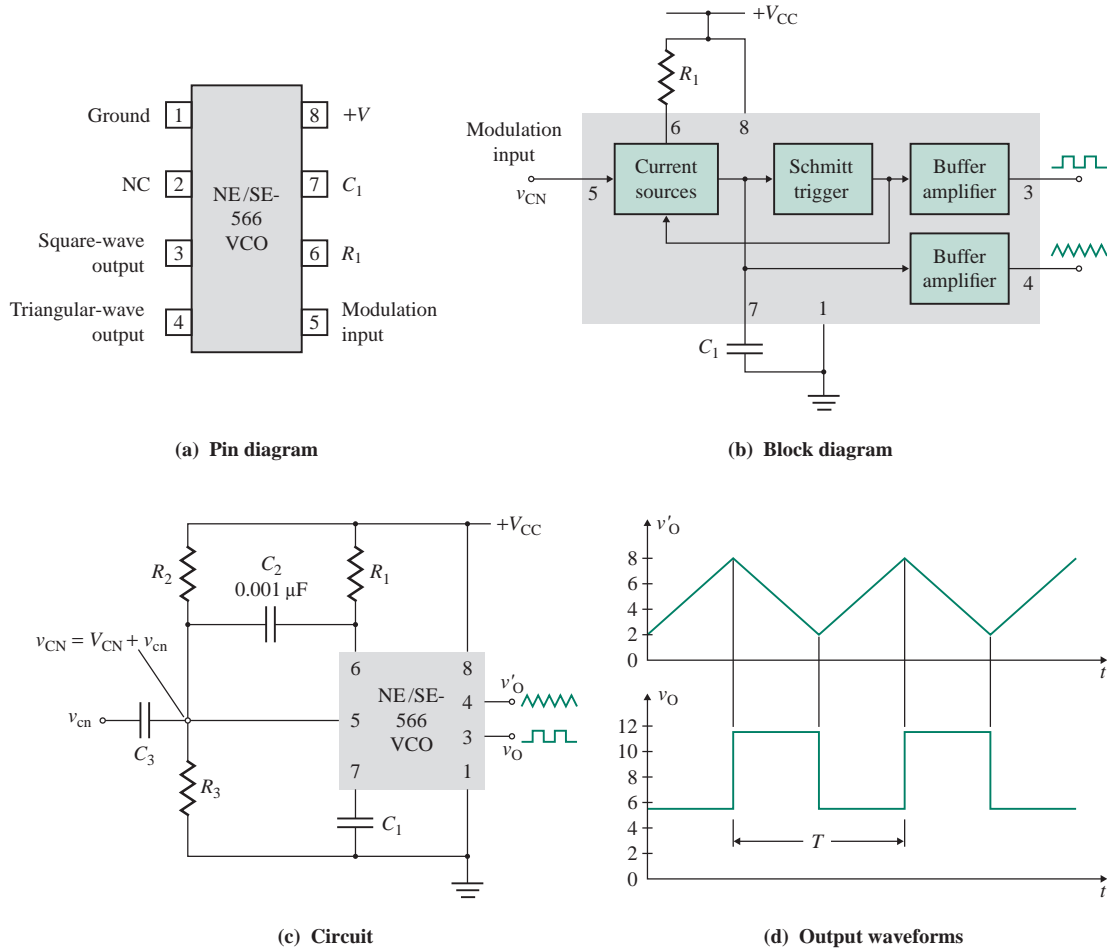 Ground
1
8
+V
NC
2
7
C1
NE/SE-
566
VCO
Square-wave
output
3
6
R1
Triangular-wave
output
4
5
Modulation
input
(a) Pin diagram
+VCC
R1
6
8
Modulation
input
vCN
5
Current
sources
Schmitt
trigger
Buffer
amplifier
3
Buffer
amplifier
4
7
1
C1
(b) Block diagram
+VCC
R2
C2
0.001 μF
R1
vCN = VCN + vcn
6
8
NE/SE-
566
VCO
v'O
4
vcn
5
3
vO
C3
7
1
R3
C1
(c) Circuit
v'O
8
6
4
2
0
t
vO
12
10
8
6
4
2
0
T
t
(d) Output waveforms